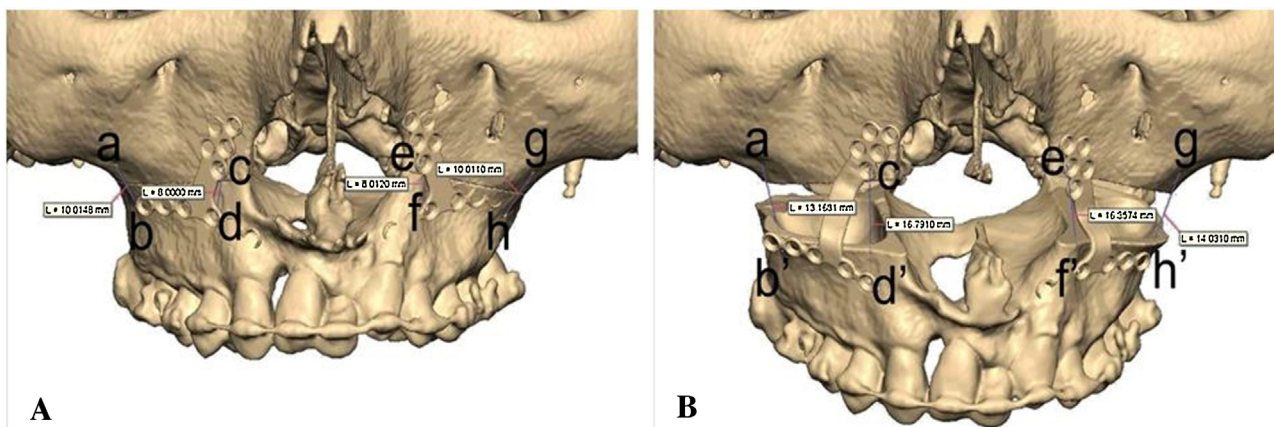 a
c
e
g
L = 10.0110 mm
L = 8.0000 mm
L = 8.0120 mm
L = 10.0148 mm
b
d
f
h
A
a
c
e
g
L = 13.1631 mm
L = 16.7910 mm
L = 16.3574 mm
L = 14.0310 mm
b'
d'
f'
h'
B